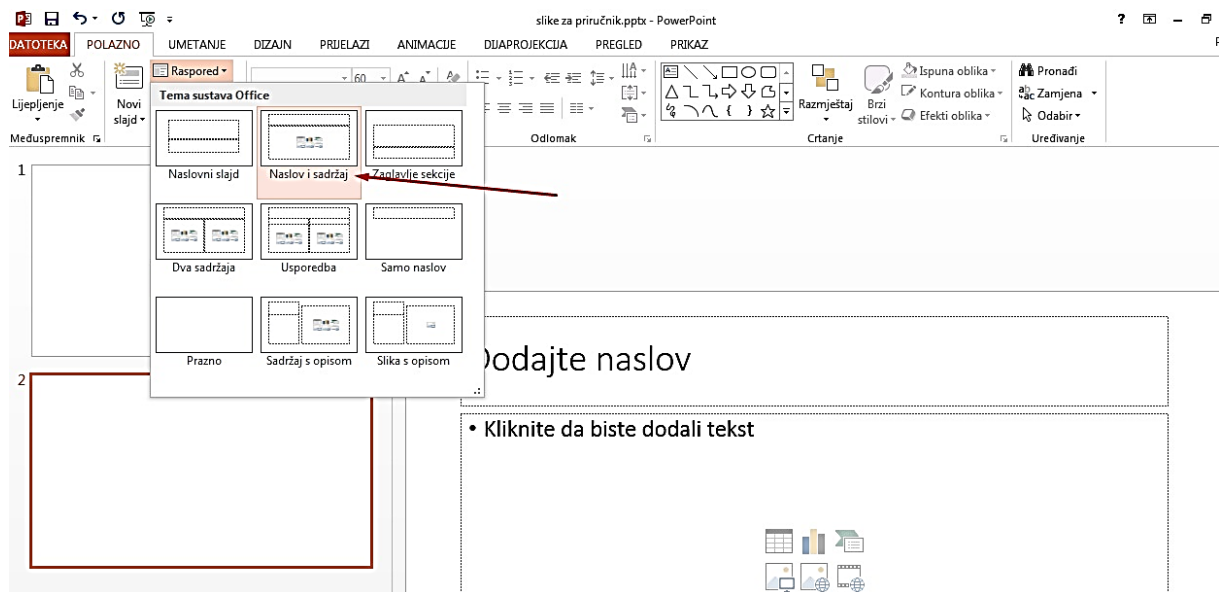 slike za priručnik.pptx - PowerPoint
DATOTEKA POLAZNO UMETANJE DIZAJN PRIJELAZI ANIMACIJE DIJAPROJEKCIJA PREGLED PRIKAZ
Lijepljenje
Međuspremnik
Novi
slajd
Raspored
60
Odlomak
Razmještaj
Brzi
stilovi
Ispuna oblika
Kontura oblika
Efekti oblika
Crtanje
Pronađi
Zamjena
Odabir
Uređivanje
Tema sustava Office
Naslovni slajd Naslov i sadržaj Zaglavlje sekcije
Dva sadržaja Usporedba Samo naslov
Prazno Sadržaj s opisom Slika s opisom
1
2
Dodajte naslov
• Kliknite da biste dodali tekst